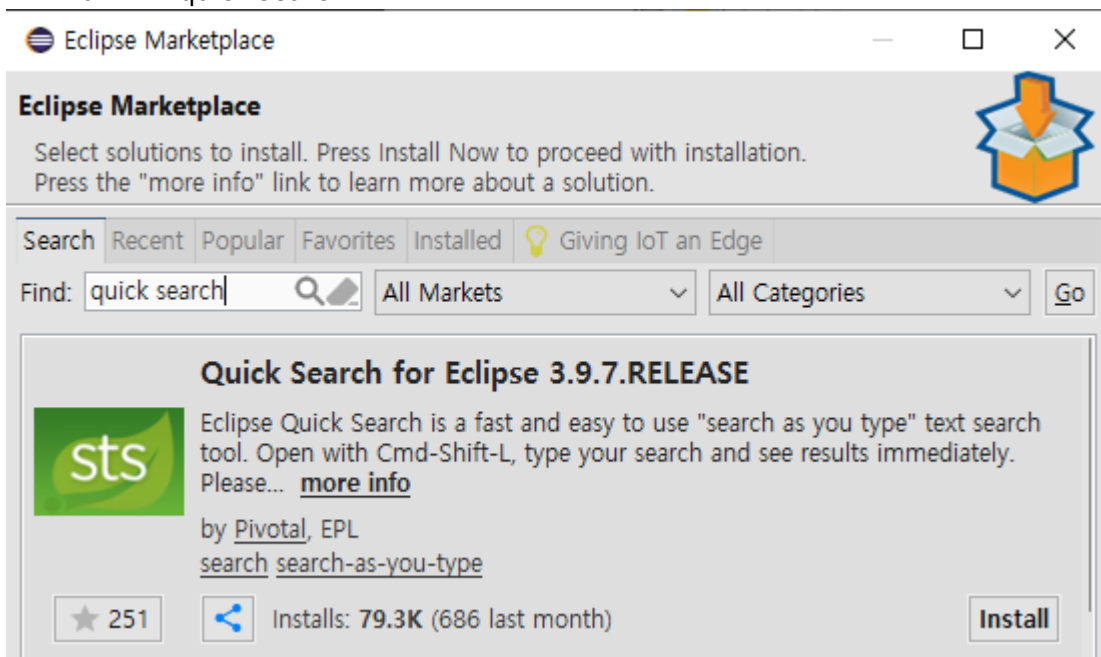 Eclipse Marketplace
Eclipse Marketplace
Select solutions to install. Press Install Now to proceed with installation.
Press the "more info" link to learn more about a solution.
Search Recent Popular Favorites Installed Giving IoT an Edge
Find: quick search All Markets All Categories Go
Quick Search for Eclipse 3.9.7.RELEASE
sts
Eclipse Quick Search is a fast and easy to use "search as you type" text search
tool. Open with Cmd-Shift-L, type your search and see results immediately.
Please... more info
by Pivotal, EPL
search search-as-you-type
251 Installs: 79.3K (686 last month) Install